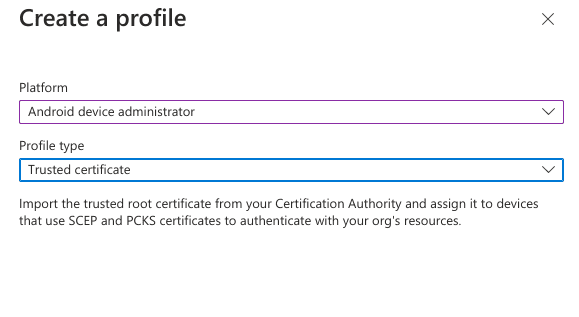 Create a profile
Platform
Android device administrator
Profile type
Trusted certificate
Import the trusted root certificate from your Certification Authority and assign it to devices
that use SCEP and PCKS certificates to authenticate with your org's resources.